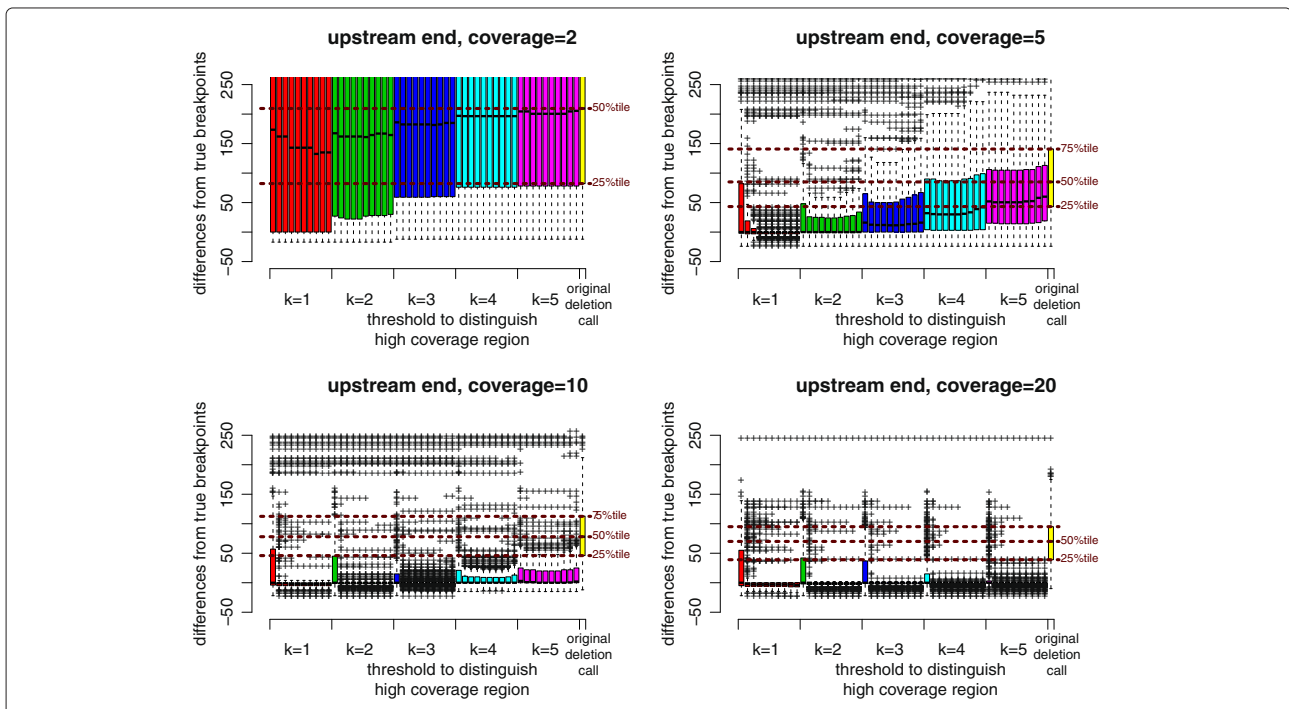 upstream end, coverage=2
differences from true breakpoints
250
150
50
−50
50%tile
25%tile
k=1 k=2 k=3 k=4 k=5
original deletion call
threshold to distinguish
high coverage region
upstream end, coverage=5
differences from true breakpoints
250
150
50
−50
75%tile
50%tile
25%tile
k=1 k=2 k=3 k=4 k=5
original deletion call
threshold to distinguish
high coverage region
upstream end, coverage=10
differences from true breakpoints
250
150
50
−50
75%tile
50%tile
25%tile
k=1 k=2 k=3 k=4 k=5
original deletion call
threshold to distinguish
high coverage region
upstream end, coverage=20
differences from true breakpoints
250
150
50
−50
50%tile
25%tile
k=1 k=2 k=3 k=4 k=5
original deletion call
threshold to distinguish
high coverage region